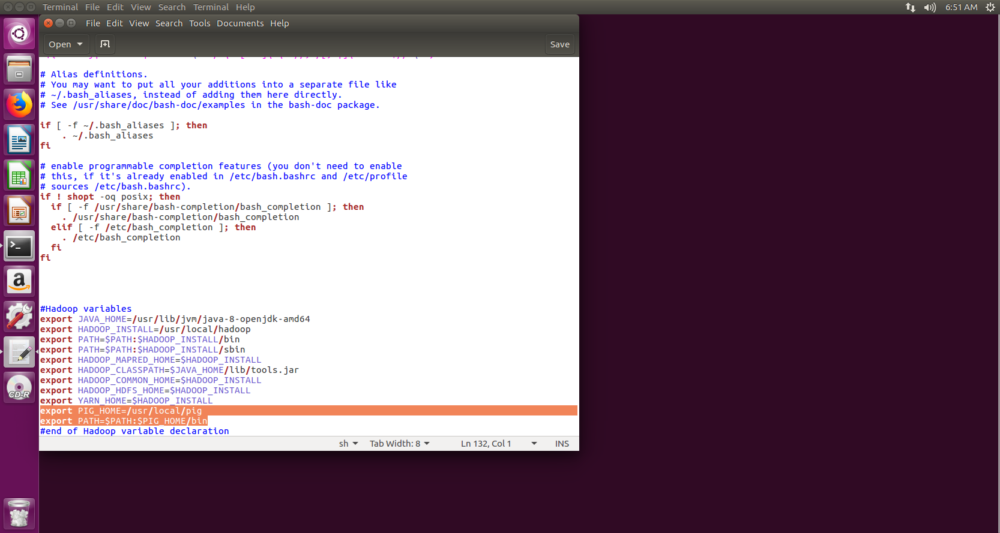 Terminal File Edit View Search Terminal Help 6:51 AM
File Edit View Search Tools Documents Help
Open Save
# Alias definitions.
# You may want to put all your additions into a separate file like
# ~/.bash_aliases, instead of adding them here directly.
# See /usr/share/doc/bash-doc/examples in the bash-doc package.
if [ -f ~/.bash_aliases ]; then
    . ~/.bash_aliases
fi
# enable programmable completion features (you don't need to enable
# this, if it's already enabled in /etc/bash.bashrc and /etc/profile
# sources /etc/bash.bashrc).
if ! shopt -oq posix; then
  if [ -f /usr/share/bash-completion/bash_completion ]; then
    . /usr/share/bash-completion/bash_completion
  elif [ -f /etc/bash_completion ]; then
    . /etc/bash_completion
  fi
fi
#Hadoop variables
export JAVA_HOME=/usr/lib/jvm/java-8-openjdk-amd64
export HADOOP_INSTALL=/usr/local/hadoop
export PATH=$PATH:$HADOOP_INSTALL/bin
export PATH=$PATH:$HADOOP_INSTALL/sbin
export HADOOP_MAPRED_HOME=$HADOOP_INSTALL
export HADOOP_CLASSPATH=$JAVA_HOME/lib/tools.jar
export HADOOP_COMMON_HOME=$HADOOP_INSTALL
export HADOOP_HDFS_HOME=$HADOOP_INSTALL
export YARN_HOME=$HADOOP_INSTALL
export PIG_HOME=/usr/local/pig
export PATH=$PATH:$PIG_HOME/bin
#end of Hadoop variable declaration
sh Tab Width: 8 Ln 132, Col 1 INS
a
CD-R